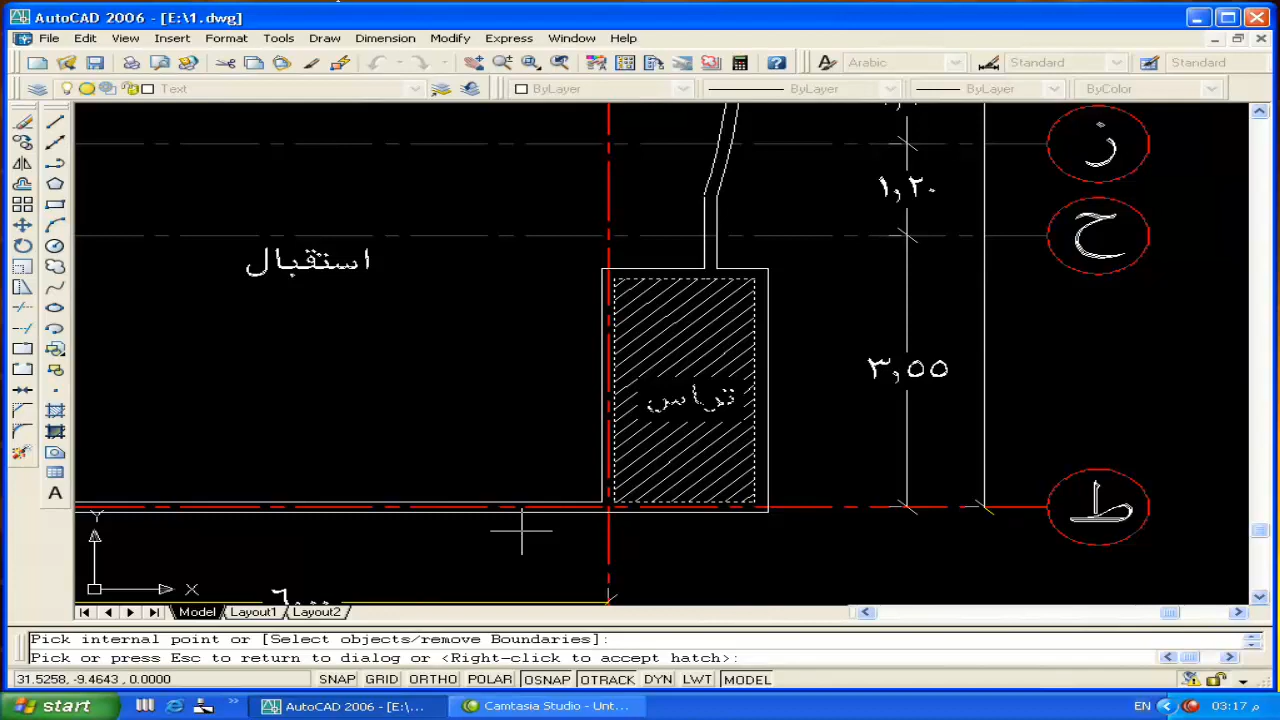 AutoCAD 2006 - [E:\1.dwg]
File Edit View Insert Format Tools Draw Dimension Modify Express Window Help
Arabic Standard Standard
Text ByLayer ByLayer ByLayer ByColor
ز
١,٢٠
ح
استقبال
٣,٥٥
تراس
ط
Y
X
٦,٠٠
Model Layout1 Layout2
Pick internal point or [Select objects/remove Boundaries]:
Pick or press Esc to return to dialog or <Right-click to accept hatch>:
31.5258, -9.4643, 0.0000 SNAP GRID ORTHO POLAR OSNAP OTRACK DYN LWT MODEL
start AutoCAD 2006 - [E:\... Camtasia Studio - Unt... EN 03:17 م